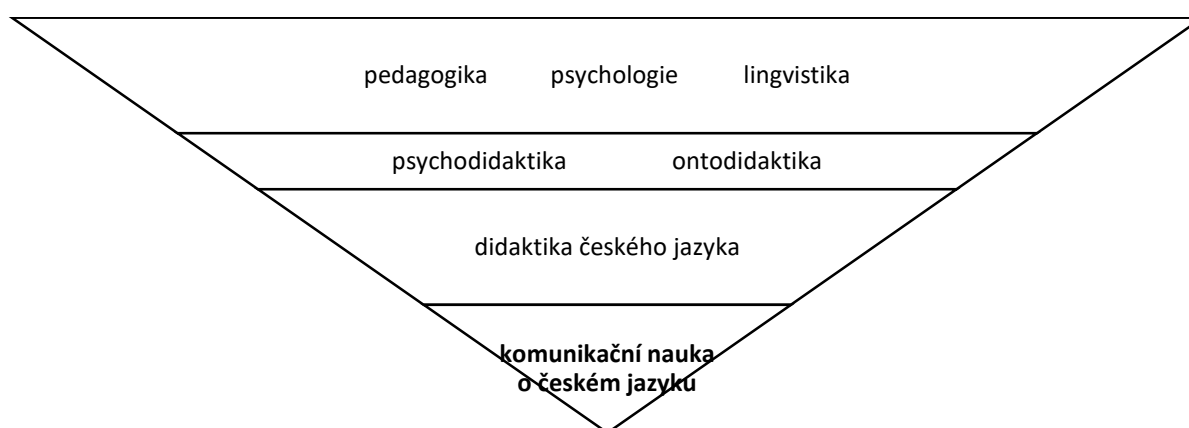 pedagogika psychologie lingvistika
psychodidaktika ontodidaktika
didaktika českého jazyka
komunikační nauka
o českém jazyku